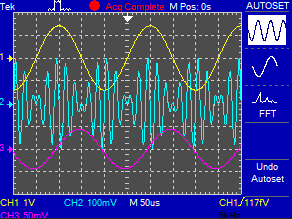 Tek Acq Complete M Pos: 0s AUTOSET
1
2
3
FFT
Undo
Autoset
CH1 1V CH2 100mV M 50us CH1/117fV
CH3 50mV